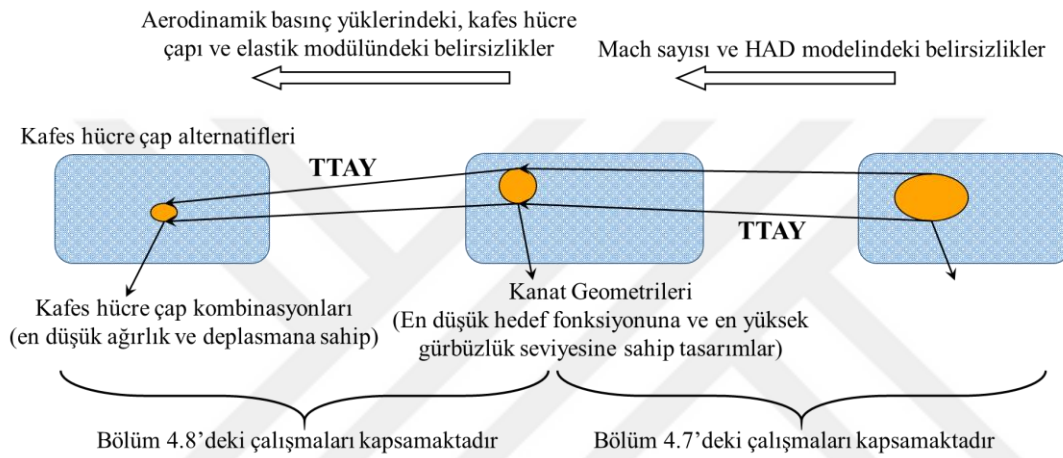 Aerodinamik basınç yüklerindeki, kafes hücre
çapı ve elastik modülündeki belirsizlikler
Mach sayısı ve HAD modelindeki belirsizlikler
Kafes hücre çap alternatifleri
TTAY
TTAY
Kafes hücre çap kombinasyonları
(en düşük ağırlık ve deplasmana sahip)
Kanat Geometrileri
(En düşük hedef fonksiyonuna ve en yüksek
gürbüzlük seviyesine sahip tasarımlar)
Bölüm 4.8’deki çalışmaları kapsamaktadır
Bölüm 4.7’deki çalışmaları kapsamaktadır